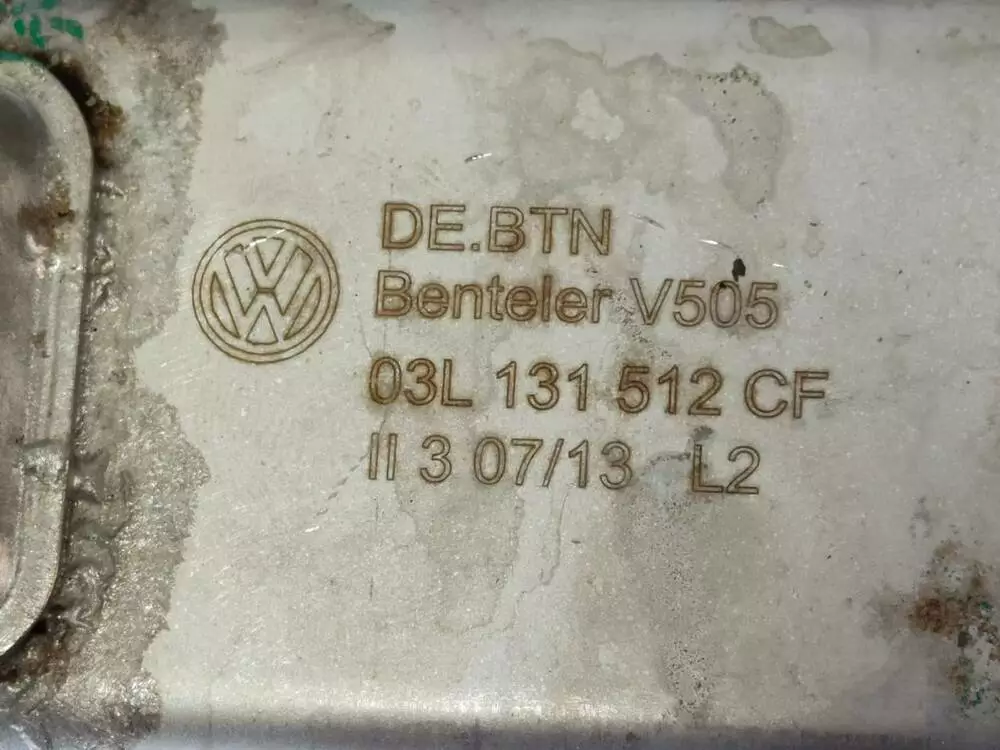 DE.BTN
Benteler V505
03L 131 512 CF
II 3 07/13 L2